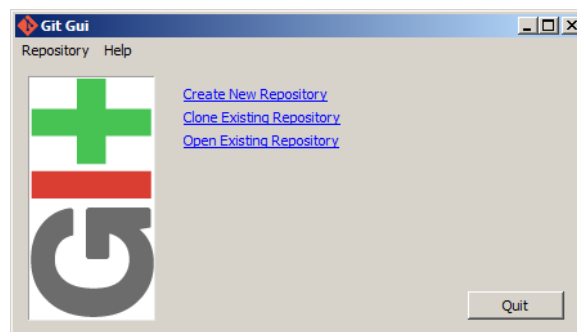 Git Gui
Repository Help
Create New Repository
Clone Existing Repository
Open Existing Repository
Quit